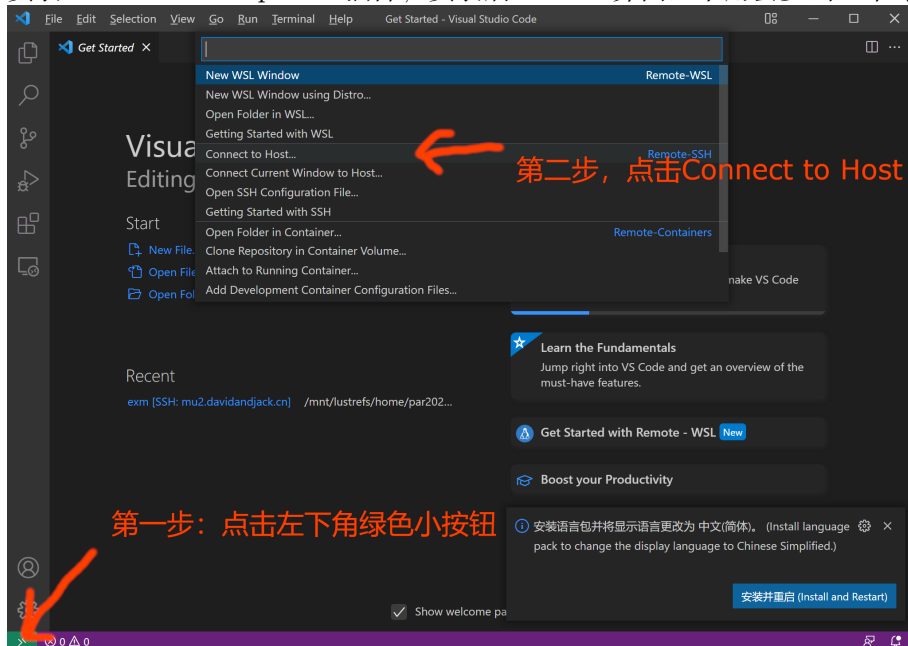 File Edit Selection View Go Run Terminal Help Get Started - Visual Studio Code
Get Started
New WSL Window Remote-WSL
New WSL Window using Distro...
Open Folder in WSL...
Getting Started with WSL
Connect to Host... Remote-SSH
Connect Current Window to Host...
Open SSH Configuration File...
Getting Started with SSH
Open Folder in Container... Remote-Containers
Clone Repository in Container Volume...
Attach to Running Container...
Add Development Container Configuration Files...
第二步，点击Connect to Host
Visua
Editing
Start
New File.
Open File
Open Fol
make VS Code
Learn the Fundamentals
Jump right into VS Code and get an overview of the
must-have features.
Recent
exm [SSH: mu2.davidandjack.cn] /mnt/lustrefs/home/par202...
Get Started with Remote - WSL New
Boost your Productivity
第一步：点击左下角绿色小按钮
安装语言包并将显示语言更改为 中文(简体)。 (Install language
pack to change the display language to Chinese Simplified.)
安装并重启 (Install and Restart)
Show welcome pa
0 0